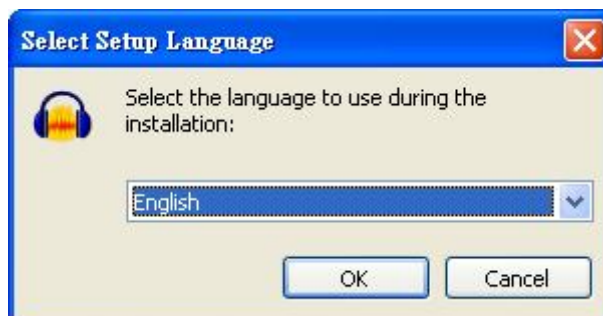 Select Setup Language
Select the language to use during the
installation:
English
OK
Cancel